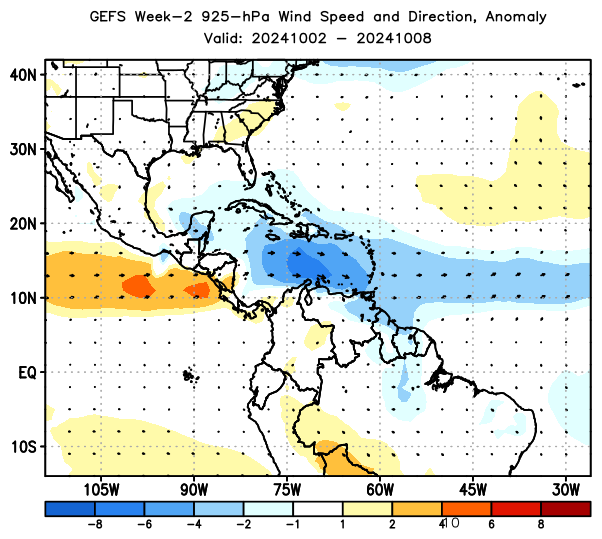 GEFS Week-2 925-hPa Wind Speed and Direction, Anomaly
Valid: 20241002 - 20241008
40N
30N
20N
10N
EQ
10S
105W 90W 75W 60W 45W 30W
-8 -6 -4 -2 -1 1 2 4 10 6 8